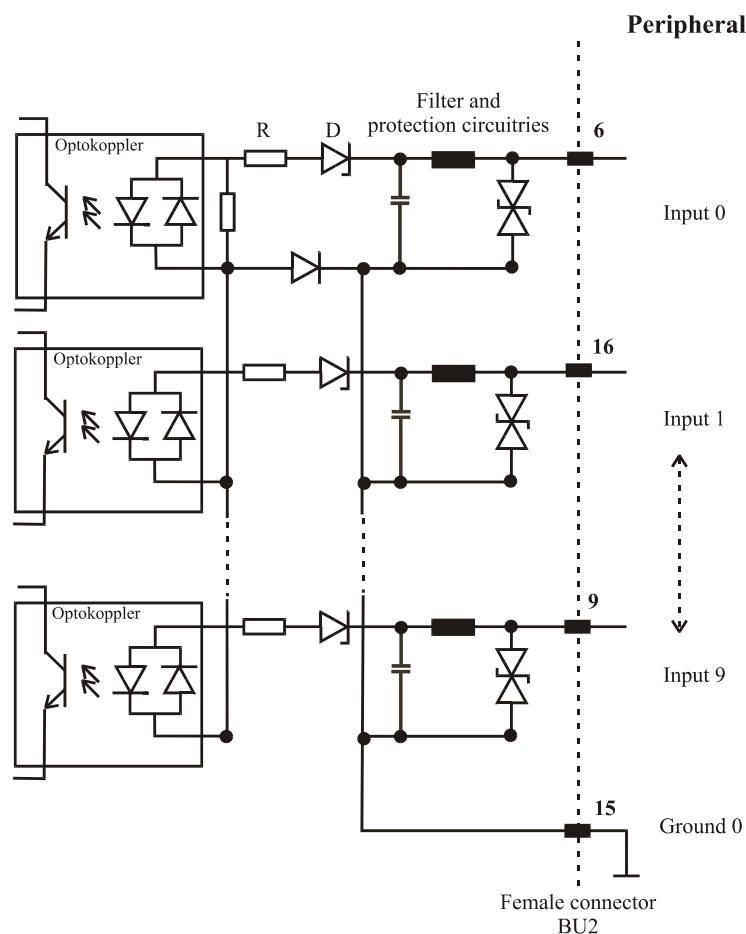 Peripheral
Filter and
protection circuitries
R
D
6
Optokoppler
Input 0
16
Optokoppler
Input 1
9
Optokoppler
Input 9
15
Ground 0
Female connector
BU2